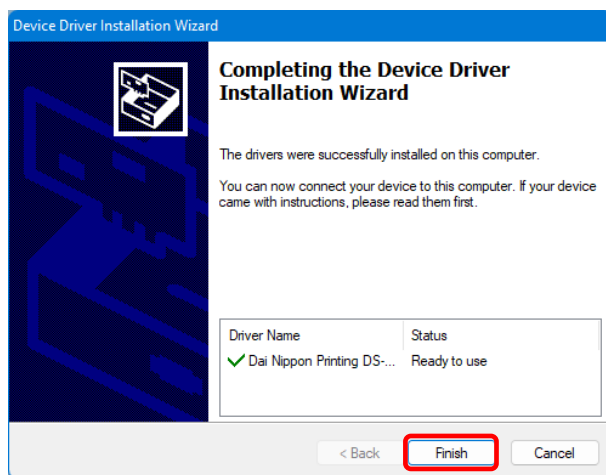 Device Driver Installation Wizard
Completing the Device Driver
Installation Wizard
The drivers were successfully installed on this computer.
You can now connect your device to this computer. If your device
came with instructions, please read them first.
Driver Name Status
Dai Nippon Printing DS-... Ready to use
< Back Finish Cancel